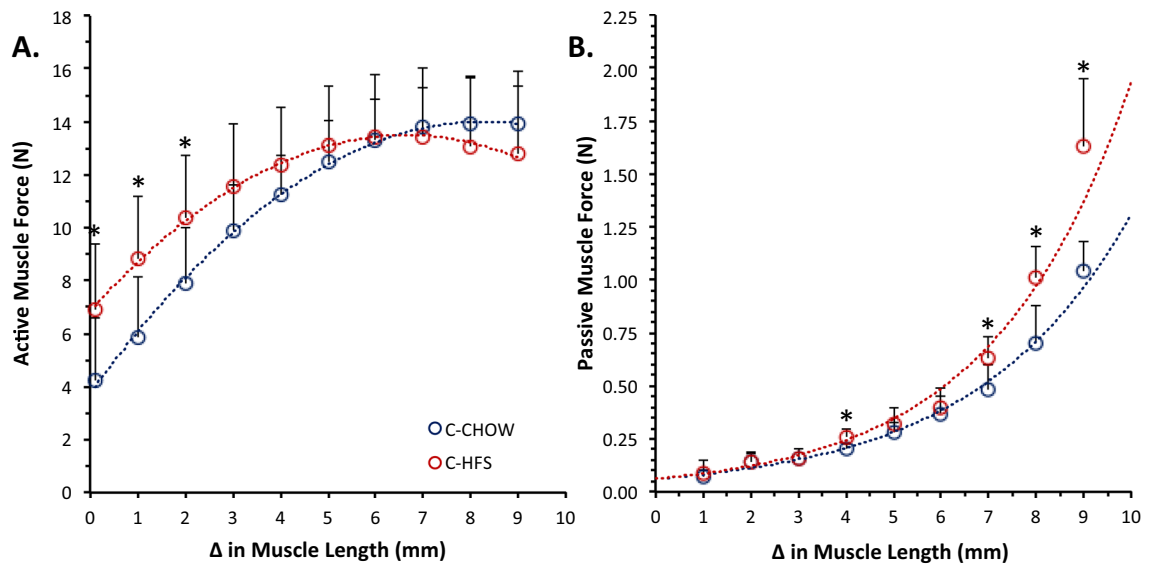 A.
Active Muscle Force (N)
18
16
14
12
10
8
6
4
2
0
* * *
C-CHOW
C-HFS
0 1 2 3 4 5 6 7 8 9 10
Δ in Muscle Length (mm)
B.
Passive Muscle Force (N)
2.25
2.00
1.75
1.50
1.25
1.00
0.75
0.50
0.25
0.00
* * * *
0 1 2 3 4 5 6 7 8 9 10
Δ in Muscle Length (mm)